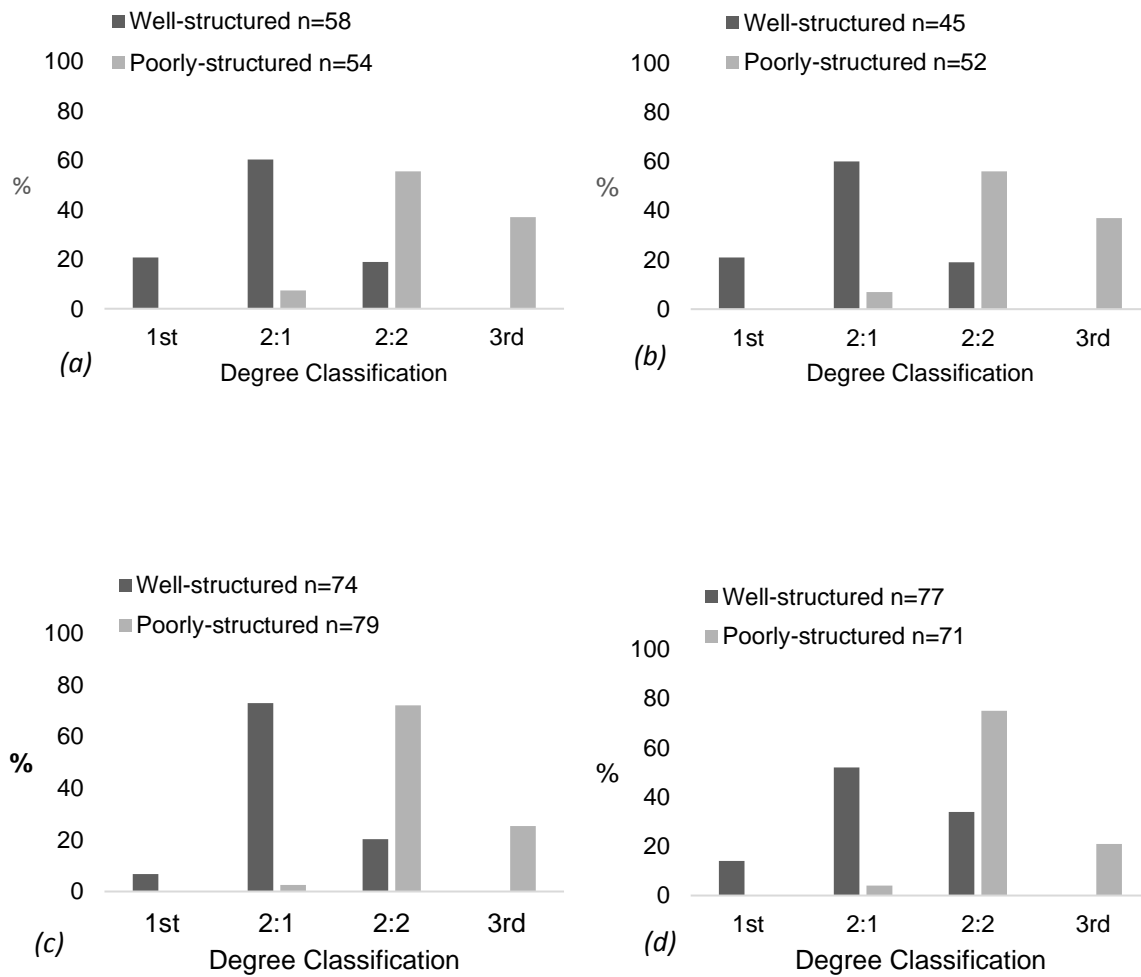 Well-structured n=58
Poorly-structured n=54
100
80
60
%
40
20
0
1st 2:1 2:2 3rd
(a)
Degree Classification
Well-structured n=45
Poorly-structured n=52
100
80
60
%
40
20
0
1st 2:1 2:2 3rd
(b)
Degree Classification
Well-structured n=74
Poorly-structured n=79
100
80
60
%
40
20
0
1st 2:1 2:2 3rd
(c)
Degree Classification
Well-structured n=77
Poorly-structured n=71
100
80
60
%
40
20
0
1st 2:1 2:2 3rd
(d)
Degree Classification